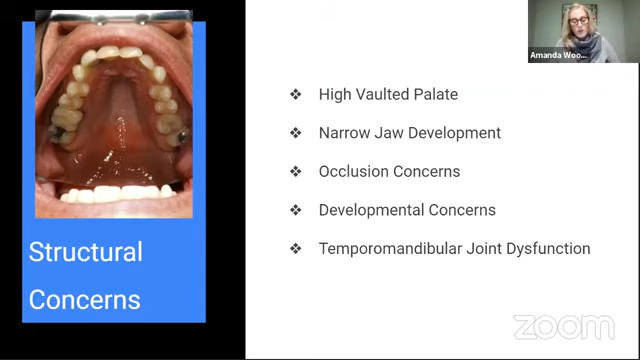 Amanda Woo...
❖ High Vaulted Palate
❖ Narrow Jaw Development
❖ Occlusion Concerns
❖ Developmental Concerns
❖ Temporomandibular Joint Dysfunction
Structural
Concerns
zoom